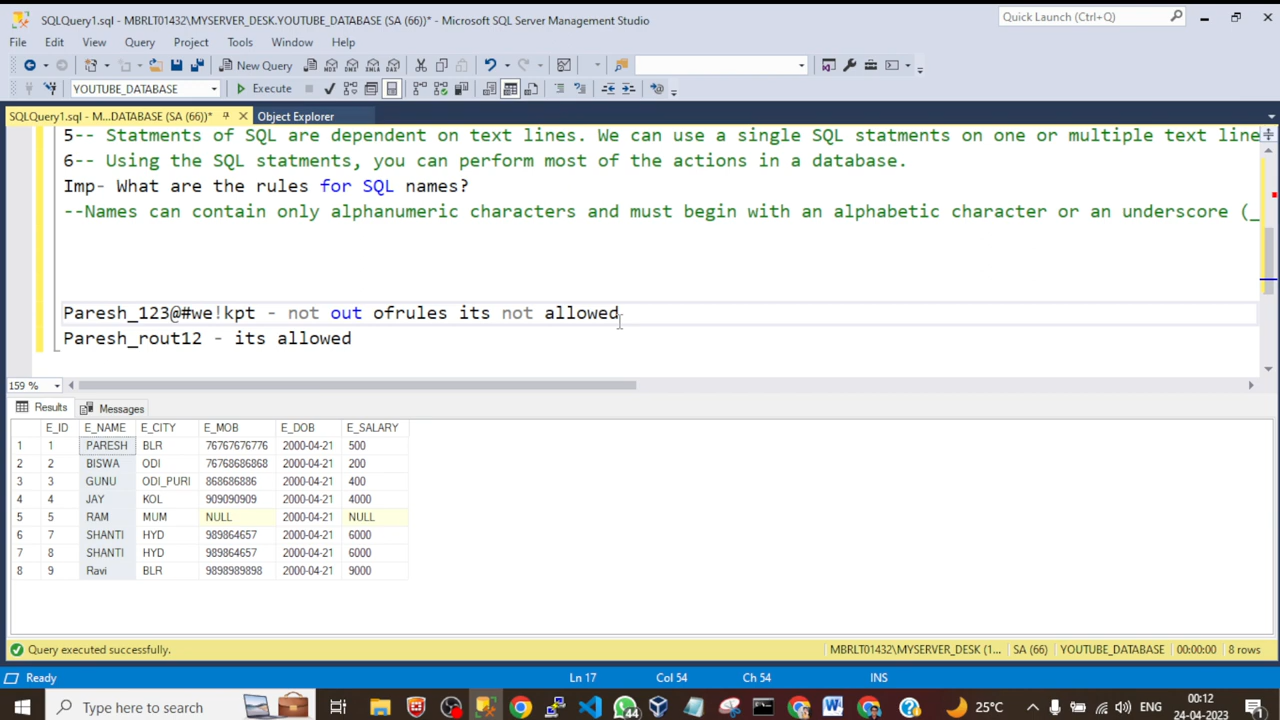 SQLQuery1.sql - MBRLT01432\MYSERVER_DESK.YOUTUBE_DATABASE (SA (66))* - Microsoft SQL Server Management Studio
Quick Launch (Ctrl+Q)
File Edit View Query Project Tools Window Help
New Query
YOUTUBE_DATABASE Execute
SQLQuery1.sql - M...DATABASE (SA (66))* Object Explorer
5-- Statments of SQL are dependent on text lines. We can use a single SQL statments on one or multiple text line
6-- Using the SQL statments, you can perform most of the actions in a database.
Imp- What are the rules for SQL names?
--Names can contain only alphanumeric characters and must begin with an alphabetic character or an underscore (_
Paresh_123@#we!kpt - not out ofrules its not allowed
Paresh_rout12 - its allowed
159 %
Results Messages
E_ID E_NAME E_CITY E_MOB E_DOB E_SALARY
1 1 PARESH BLR 76767676776 2000-04-21 500
2 2 BISWA ODI 76768686868 2000-04-21 200
3 3 GUNU ODI_PURI 868686886 2000-04-21 400
4 4 JAY KOL 909090909 2000-04-21 4000
5 5 RAM MUM NULL 2000-04-21 NULL
6 7 SHANTI HYD 989864657 2000-04-21 6000
7 8 SHANTI HYD 989864657 2000-04-21 6000
8 9 Ravi BLR 9898989898 2000-04-21 9000
Query executed successfully. MBRLT01432\MYSERVER_DESK (1... SA (66) YOUTUBE_DATABASE 00:00:00 8 rows
Ready Ln 17 Col 54 Ch 54 INS
Type here to search 44 25°C ENG 00:12
24-04-2023